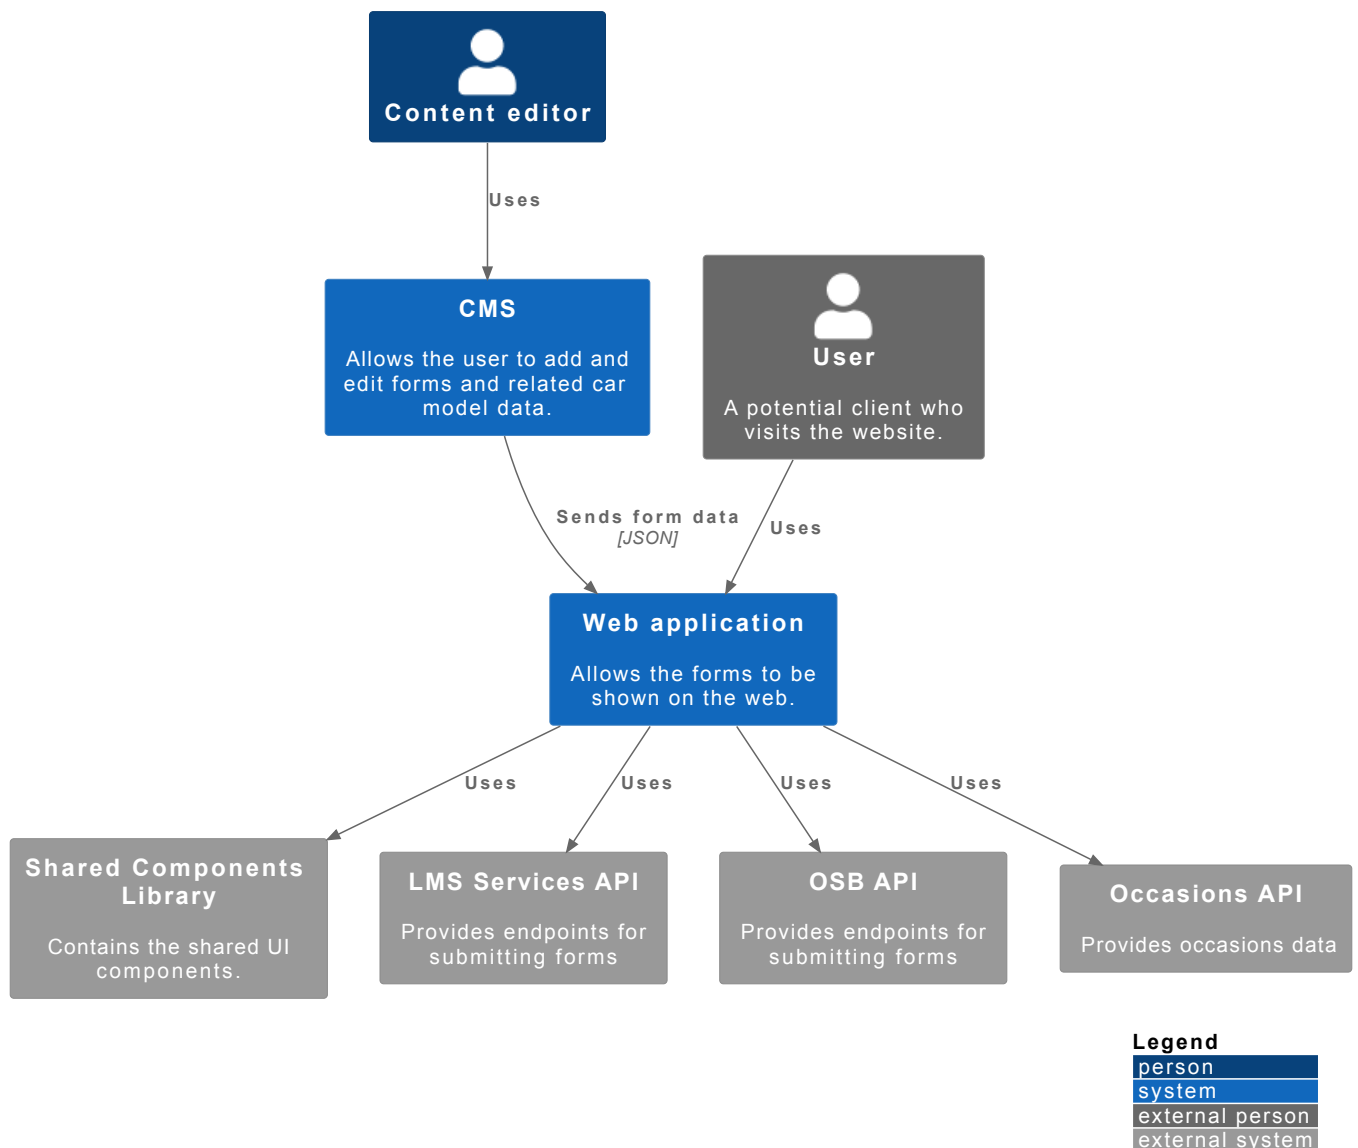 Content editor
Uses
CMS
Allows the user to add and
edit forms and related car
model data.
User
A potential client who
visits the website.
Sends form data
[JSON]
Uses
Web application
Allows the forms to be
shown on the web.
Uses
Uses
Uses
Uses
Shared Components
Library
Contains the shared UI
components.
LMS Services API
Provides endpoints for
submitting forms
OSB API
Provides endpoints for
submitting forms
Occasions API
Provides occasions data
Legend
person
system
external person
external system